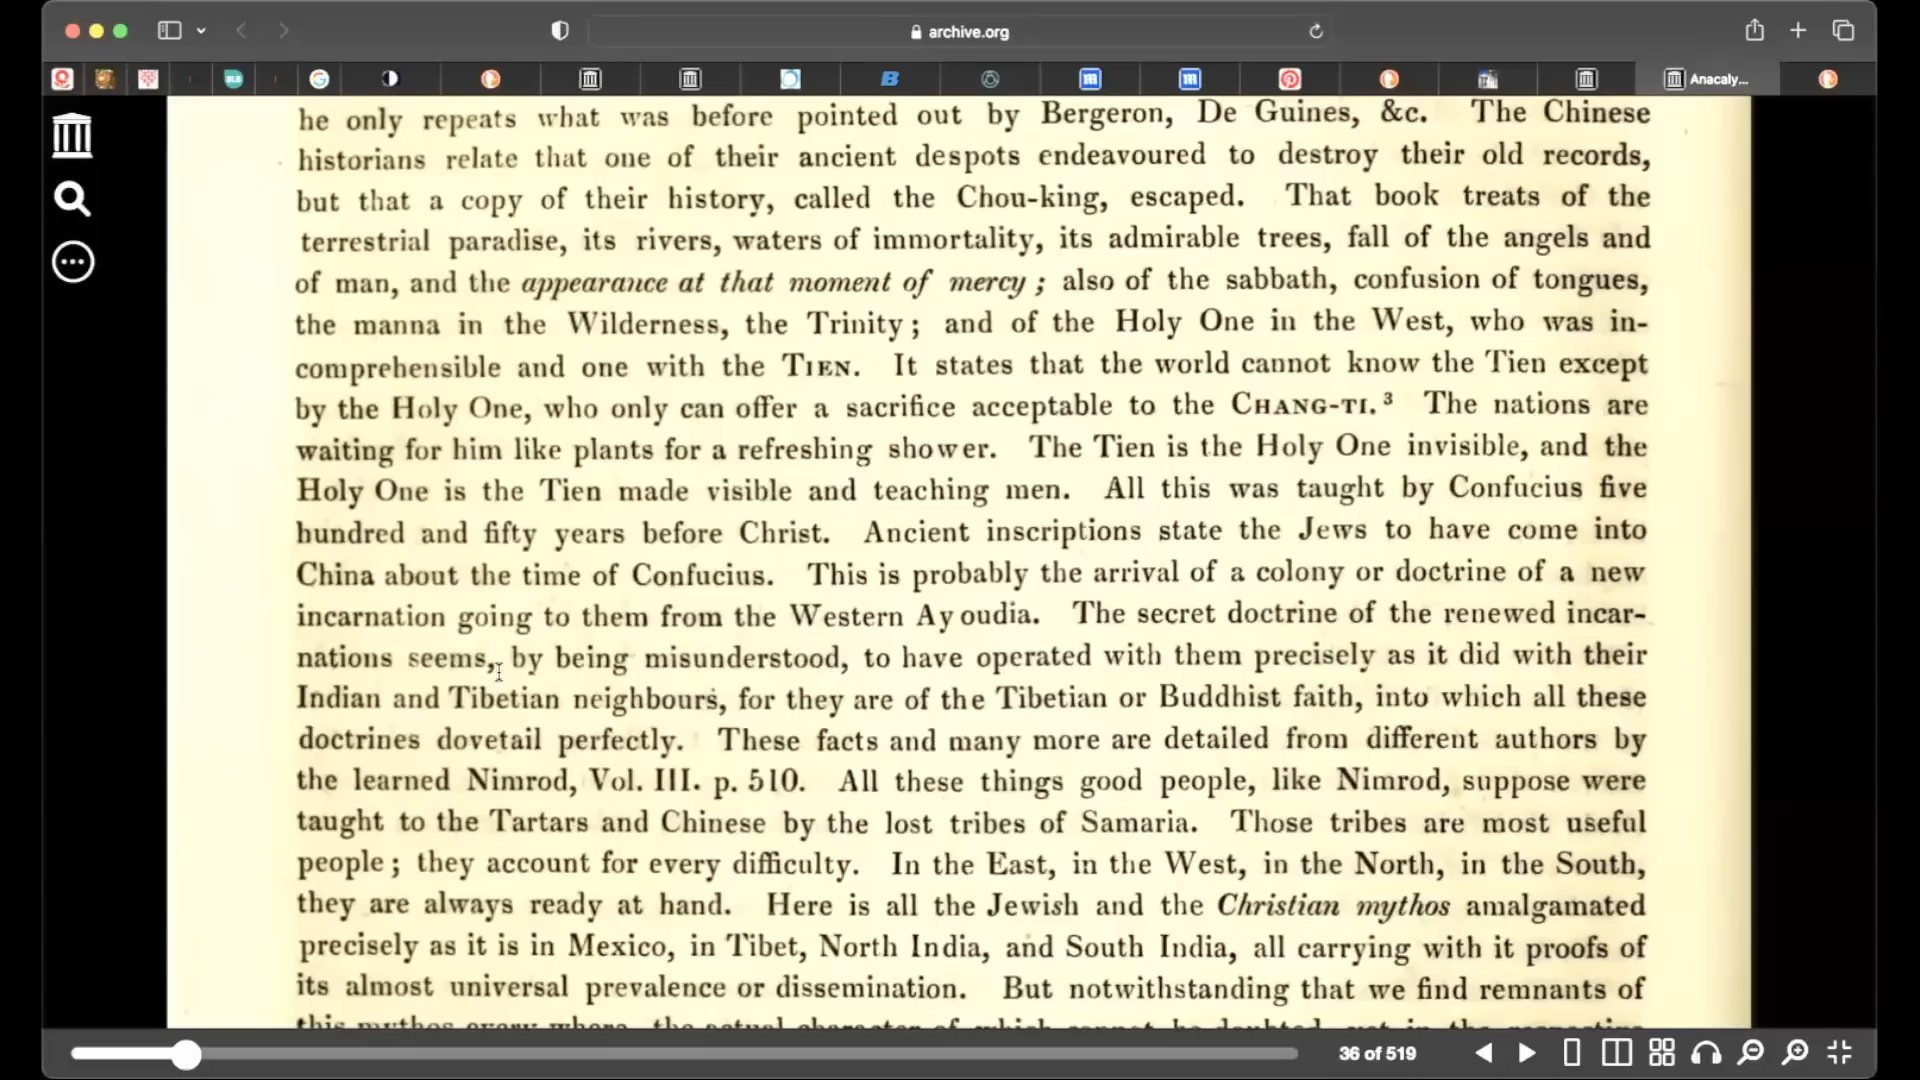 archive.org
BLB
Anacaly...
he only repeats what was before pointed out by Bergeron, De Guines, &c. The Chinese
historians relate that one of their ancient despots endeavoured to destroy their old records,
but that a copy of their history, called the Chou-king, escaped. That book treats of the
terrestrial paradise, its rivers, waters of immortality, its admirable trees, fall of the angels and
of man, and the appearance at that moment of mercy; also of the sabbath, confusion of tongues,
the manna in the Wilderness, the Trinity; and of the Holy One in the West, who was in-
comprehensible and one with the TIEN. It states that the world cannot know the Tien except
by the Holy One, who only can offer a sacrifice acceptable to the CHANG-TI.³ The nations are
waiting for him like plants for a refreshing shower. The Tien is the Holy One invisible, and the
Holy One is the Tien made visible and teaching men. All this was taught by Confucius five
hundred and fifty years before Christ. Ancient inscriptions state the Jews to have come into
China about the time of Confucius. This is probably the arrival of a colony or doctrine of a new
incarnation going to them from the Western Ayoudia. The secret doctrine of the renewed incar-
nations seems, by being misunderstood, to have operated with them precisely as it did with their
Indian and Tibetian neighbours, for they are of the Tibetian or Buddhist faith, into which all these
doctrines dovetail perfectly. These facts and many more are detailed from different authors by
the learned Nimrod, Vol. III. p. 510. All these things good people, like Nimrod, suppose were
taught to the Tartars and Chinese by the lost tribes of Samaria. Those tribes are most useful
people; they account for every difficulty. In the East, in the West, in the North, in the South,
they are always ready at hand. Here is all the Jewish and the Christian mythos amalgamated
precisely as it is in Mexico, in Tibet, North India, and South India, all carrying with it proofs of
its almost universal prevalence or dissemination. But notwithstanding that we find remnants of
this mythos every where, the actual character of which cannot be doubted, yet in the respective
36 of 519